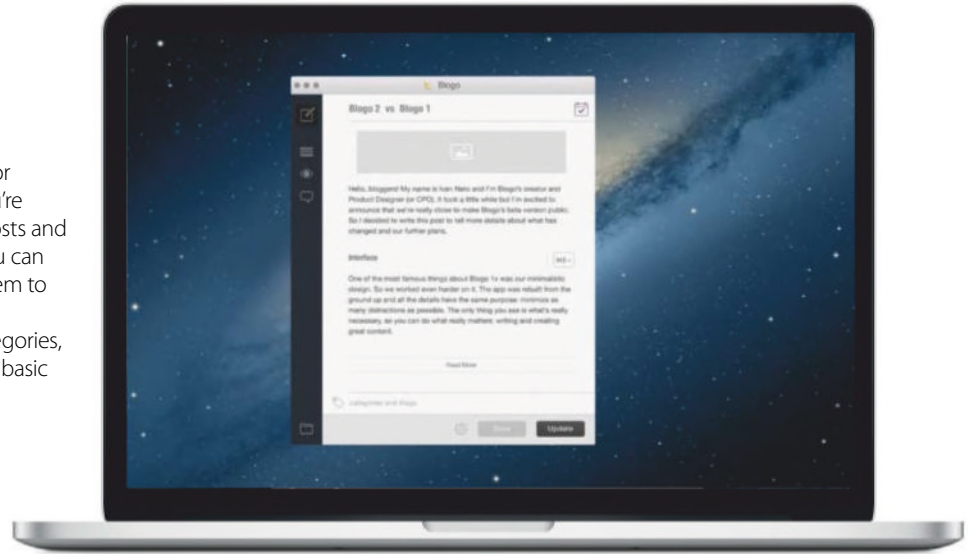 or
u're
osts and
u can
em to
egories,
basic
Blogo
Blogo 2 vs Blogo 1
Hello, bloggers! My name is Ivan Neto and I'm Blogo's creator and
Product Designer (or CPO). It took a little while but I'm excited to
announce that we're really close to make Blogo's beta version public.
So I decided to write this post to tell more details about what has
changed and our further plans.
Interface
One of the most famous things about Blogo 1x was our minimalistic
design. So we worked even harder on it. The app was rebuilt from the
ground up and all the details have the same purpose: minimize as
many distractions as possible. The only thing you see is what's really
necessary, so you can do what really matters: writing and creating
great content.
Read More
categories and #tags
Update